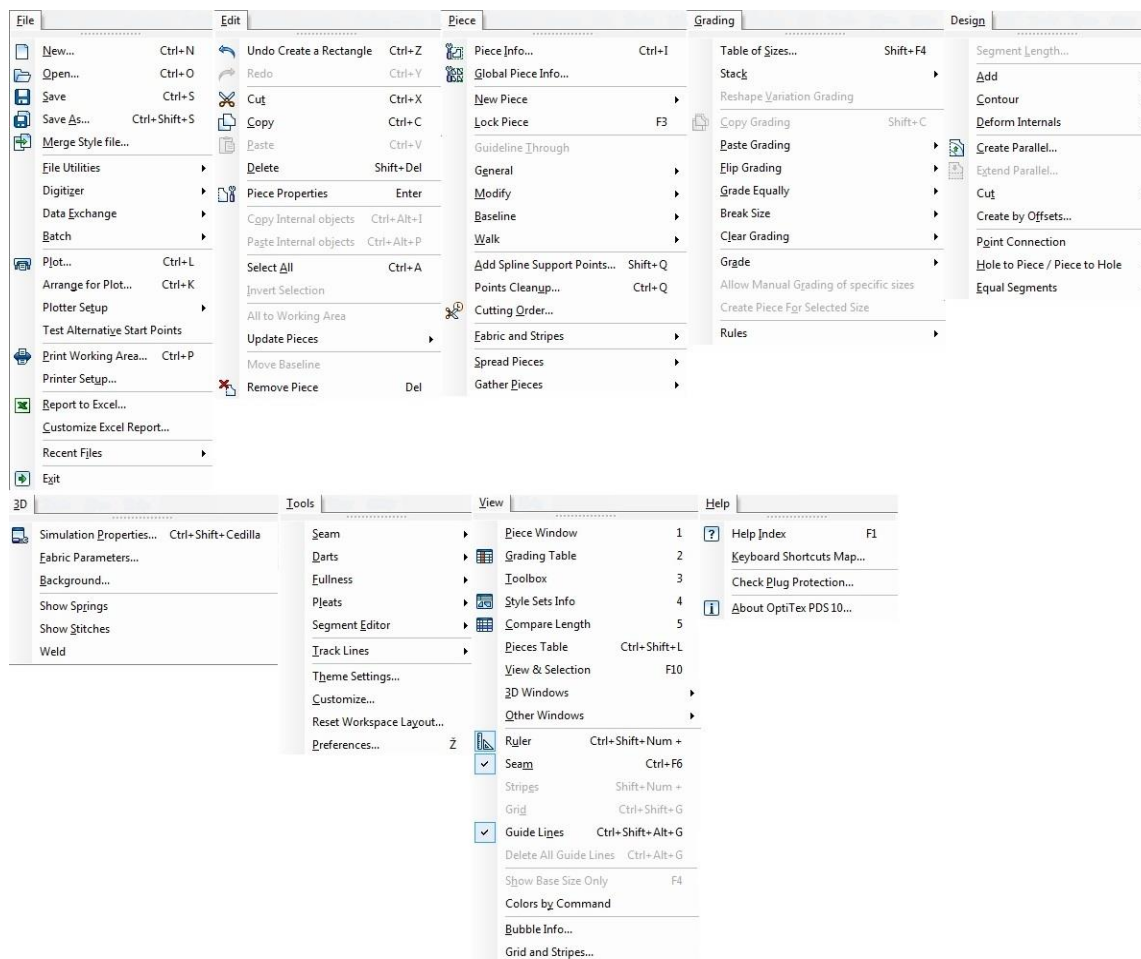 File
New... Ctrl+N
Open... Ctrl+O
Save Ctrl+S
Save As... Ctrl+Shift+S
Merge Style file...
File Utilities
Digitizer
Data Exchange
Batch
Plot... Ctrl+L
Arrange for Plot... Ctrl+K
Plotter Setup
Test Alternative Start Points
Print Working Area... Ctrl+P
Printer Setup...
Report to Excel...
Customize Excel Report...
Recent Files
Exit
Edit
Undo Create a Rectangle Ctrl+Z
Redo Ctrl+Y
Cut Ctrl+X
Copy Ctrl+C
Paste Ctrl+V
Delete Shift+Del
Piece Properties Enter
Copy Internal objects Ctrl+Alt+I
Paste Internal objects Ctrl+Alt+P
Select All Ctrl+A
Invert Selection
All to Working Area
Update Pieces
Move Baseline
Remove Piece Del
Piece
Piece Info... Ctrl+I
Global Piece Info...
New Piece
Lock Piece F3
Guideline Through
General
Modify
Baseline
Walk
Add Spline Support Points... Shift+Q
Points Cleanup... Ctrl+Q
Cutting Order...
Fabric and Stripes
Spread Pieces
Gather Pieces
Grading
Table of Sizes... Shift+F4
Stack
Reshape Variation Grading
Copy Grading Shift+C
Paste Grading
Flip Grading
Grade Equally
Break Size
Clear Grading
Grade
Allow Manual Grading of specific sizes
Create Piece For Selected Size
Rules
Design
Segment Length...
Add
Contour
Deform Internals
Create Parallel...
Extend Parallel...
Cut
Create by Offsets...
Point Connection
Hole to Piece / Piece to Hole
Equal Segments
3D
Simulation Properties... Ctrl+Shift+Cedilla
Fabric Parameters...
Background...
Show Springs
Show Stitches
Weld
Tools
Seam
Darts
Fullness
Pleats
Segment Editor
Track Lines
Theme Settings...
Customize...
Reset Workspace Layout...
Preferences... Ž
View
Piece Window 1
Grading Table 2
Toolbox 3
Style Sets Info 4
Compare Length 5
Pieces Table Ctrl+Shift+L
View & Selection F10
3D Windows
Other Windows
Ruler Ctrl+Shift+Num +
Seam Ctrl+F6
Stripes Shift+Num +
Grid Ctrl+Shift+G
Guide Lines Ctrl+Shift+Alt+G
Delete All Guide Lines Ctrl+Alt+G
Show Base Size Only F4
Colors by Command
Bubble Info...
Grid and Stripes...
Help
Help Index F1
Keyboard Shortcuts Map...
Check Plug Protection...
About OptiTex PDS 10...